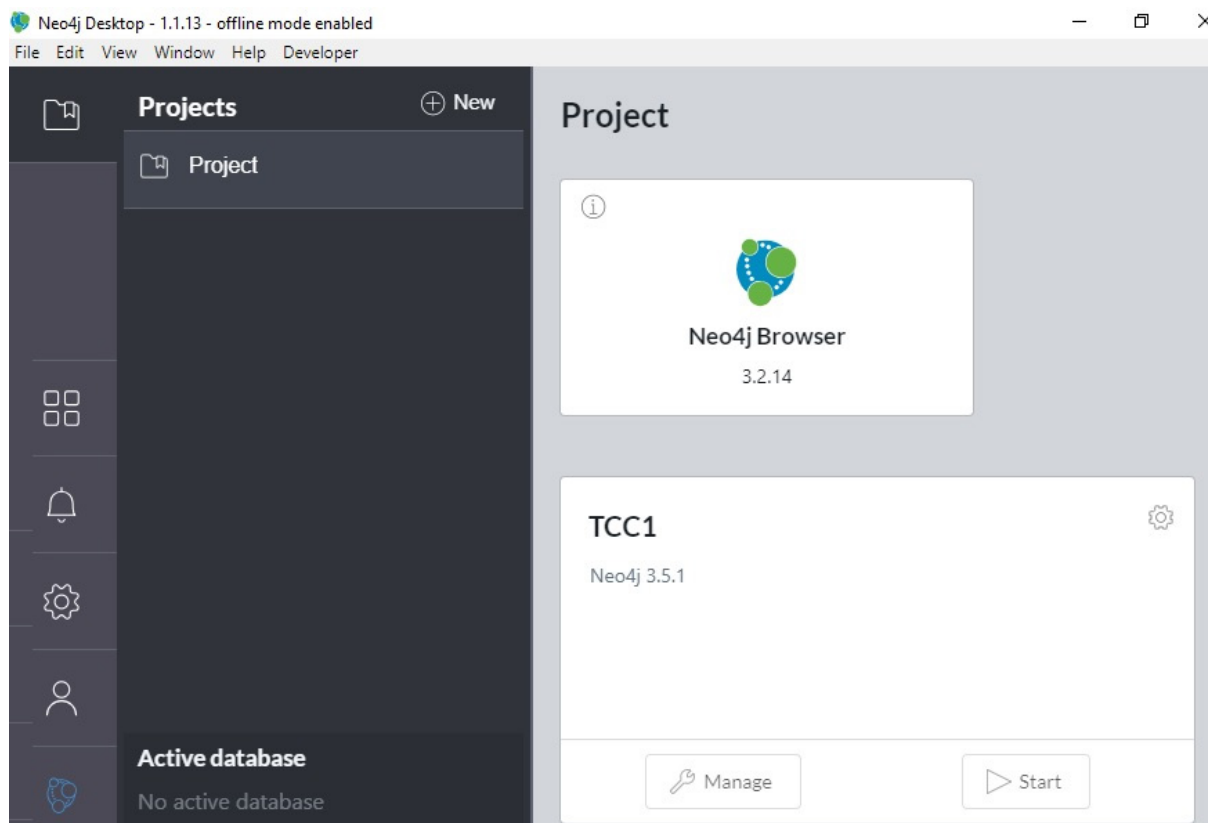 Neo4j Desktop - 1.1.13 - offline mode enabled
File Edit View Window Help Developer
Projects
New
Project
Active database
No active database
Project
Neo4j Browser
3.2.14
TCC1
Neo4j 3.5.1
Manage
Start